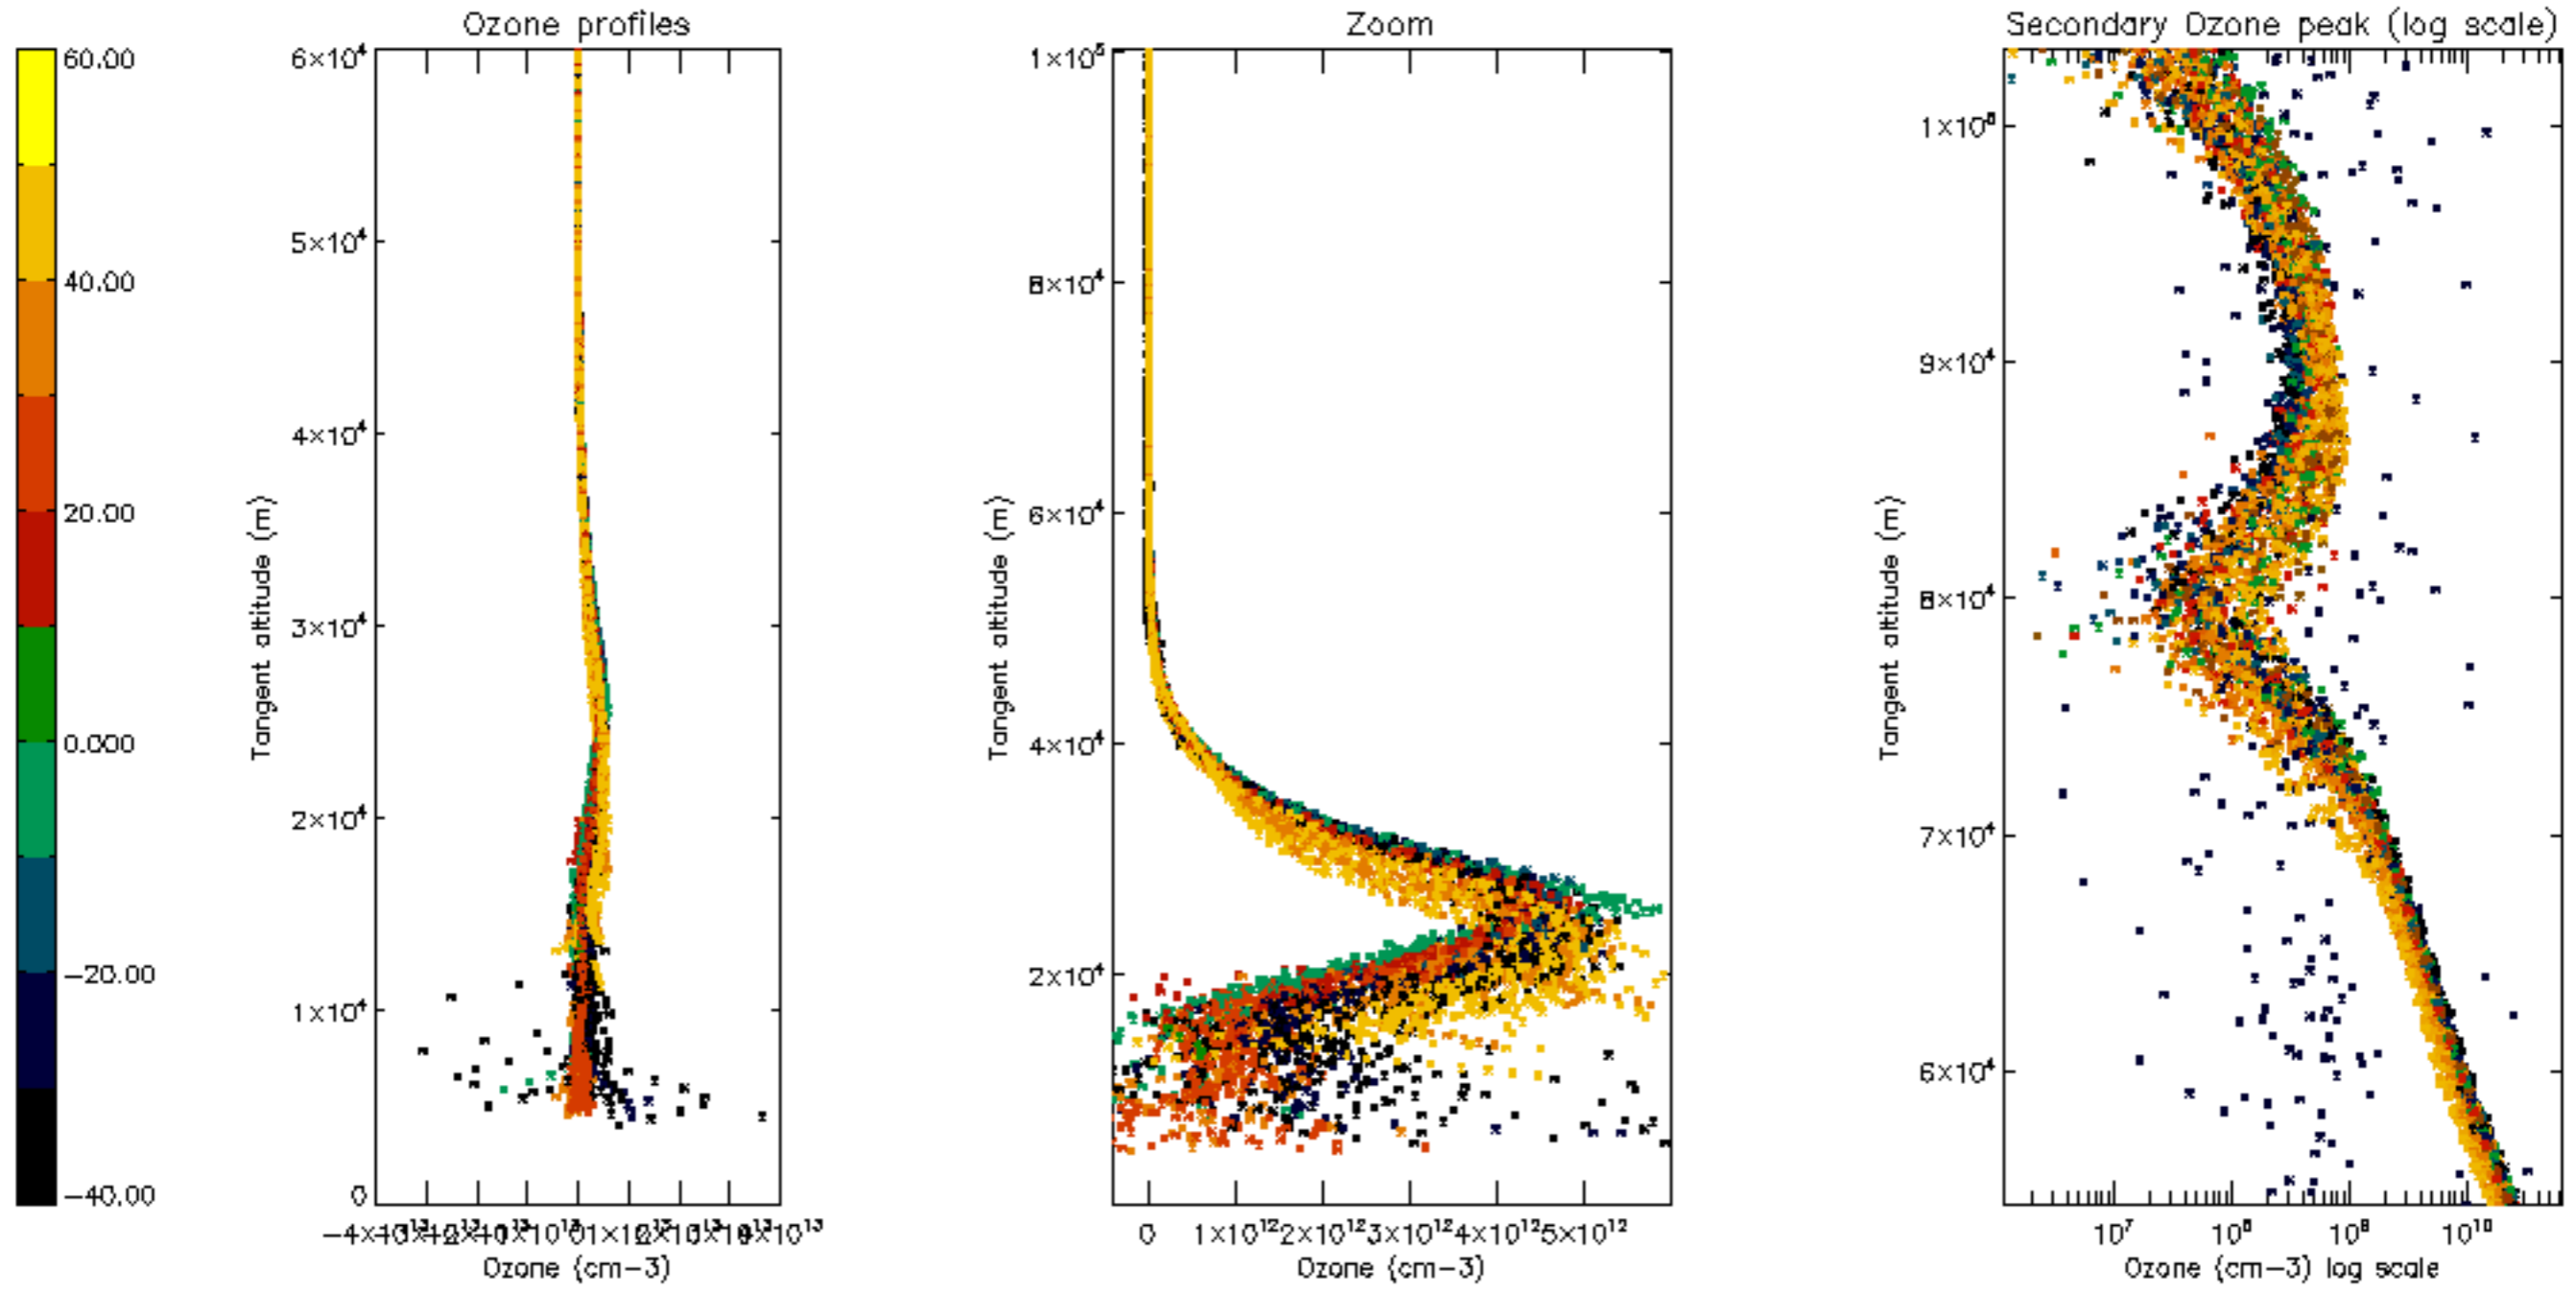 Ozone profiles
Zoom
Secondary Ozone peak (log scale)
60.00
40.00
20.00
0.000
−20.00
−40.00
6×10⁴
5×10⁴
4×10⁴
3×10⁴
2×10⁴
1×10⁴
0
Tangent altitude (m)
Ozone (cm−3)
1×10⁵
8×10⁴
6×10⁴
4×10⁴
2×10⁴
Tangent altitude (m)
0 1×10¹² 2×10¹² 3×10¹² 4×10¹² 5×10¹²
Ozone (cm−3)
1×10⁵
9×10⁴
8×10⁴
7×10⁴
6×10⁴
Tangent altitude (m)
10⁷ 10⁸ 10⁹ 10¹⁰
Ozone (cm−3) log scale